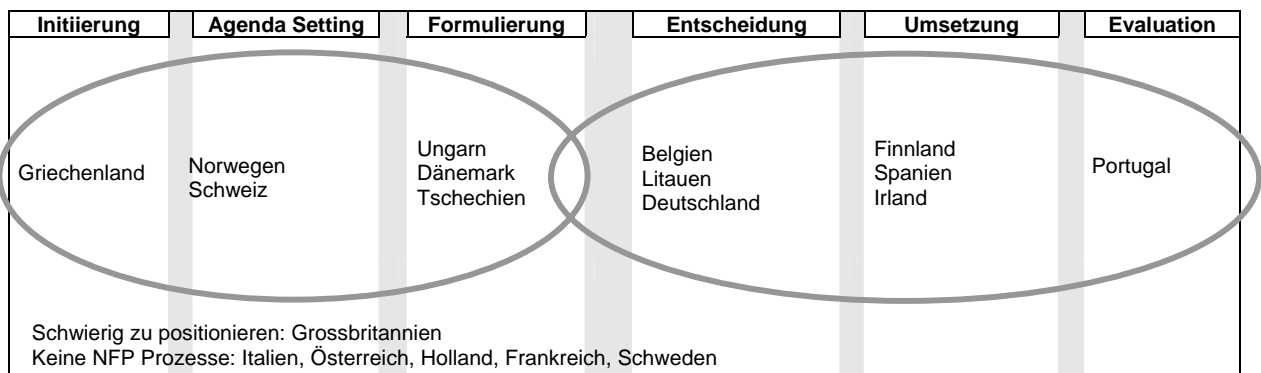 Initiierung
Agenda Setting
Formulierung
Entscheidung
Umsetzung
Evaluation
Griechenland
Norwegen
Schweiz
Ungarn
Dänemark
Tschechien
Belgien
Litauen
Deutschland
Finnland
Spanien
Irland
Portugal
Schwierig zu positionieren: Grossbritannien
Keine NFP Prozesse: Italien, Österreich, Holland, Frankreich, Schweden